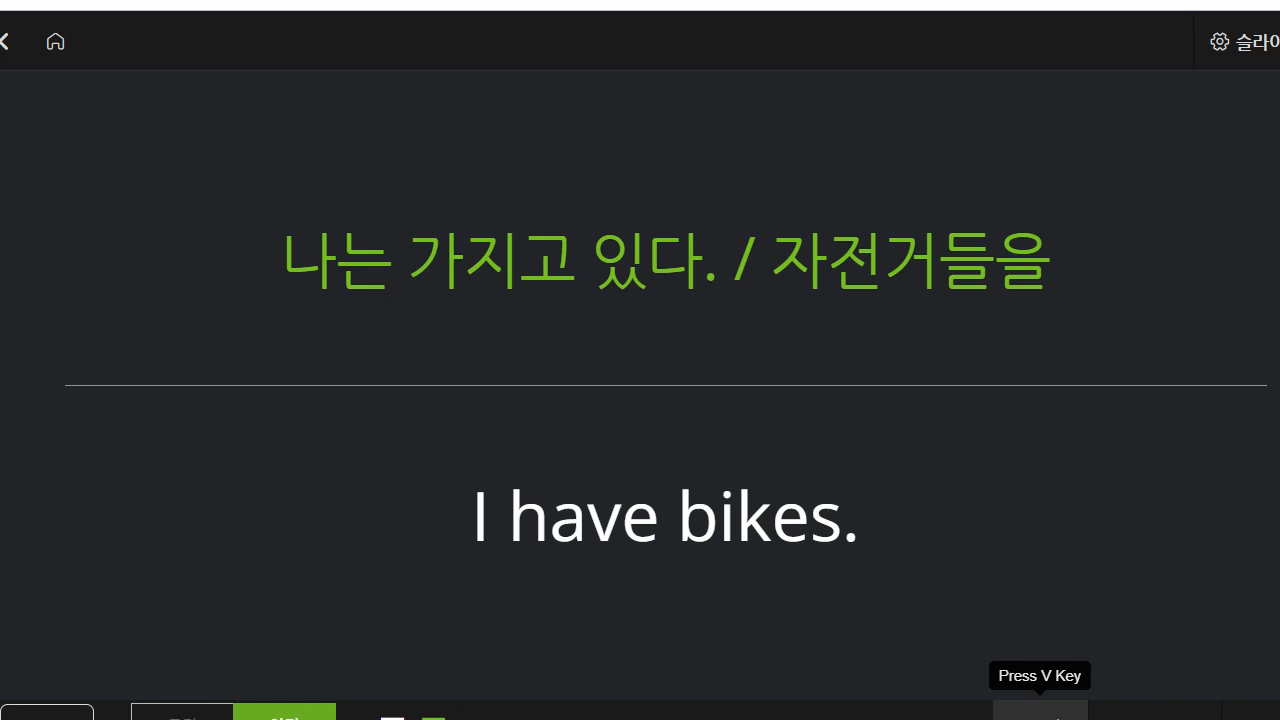 슬라이
나는 가지고 있다. / 자전거들을
I have bikes.
Press V Key